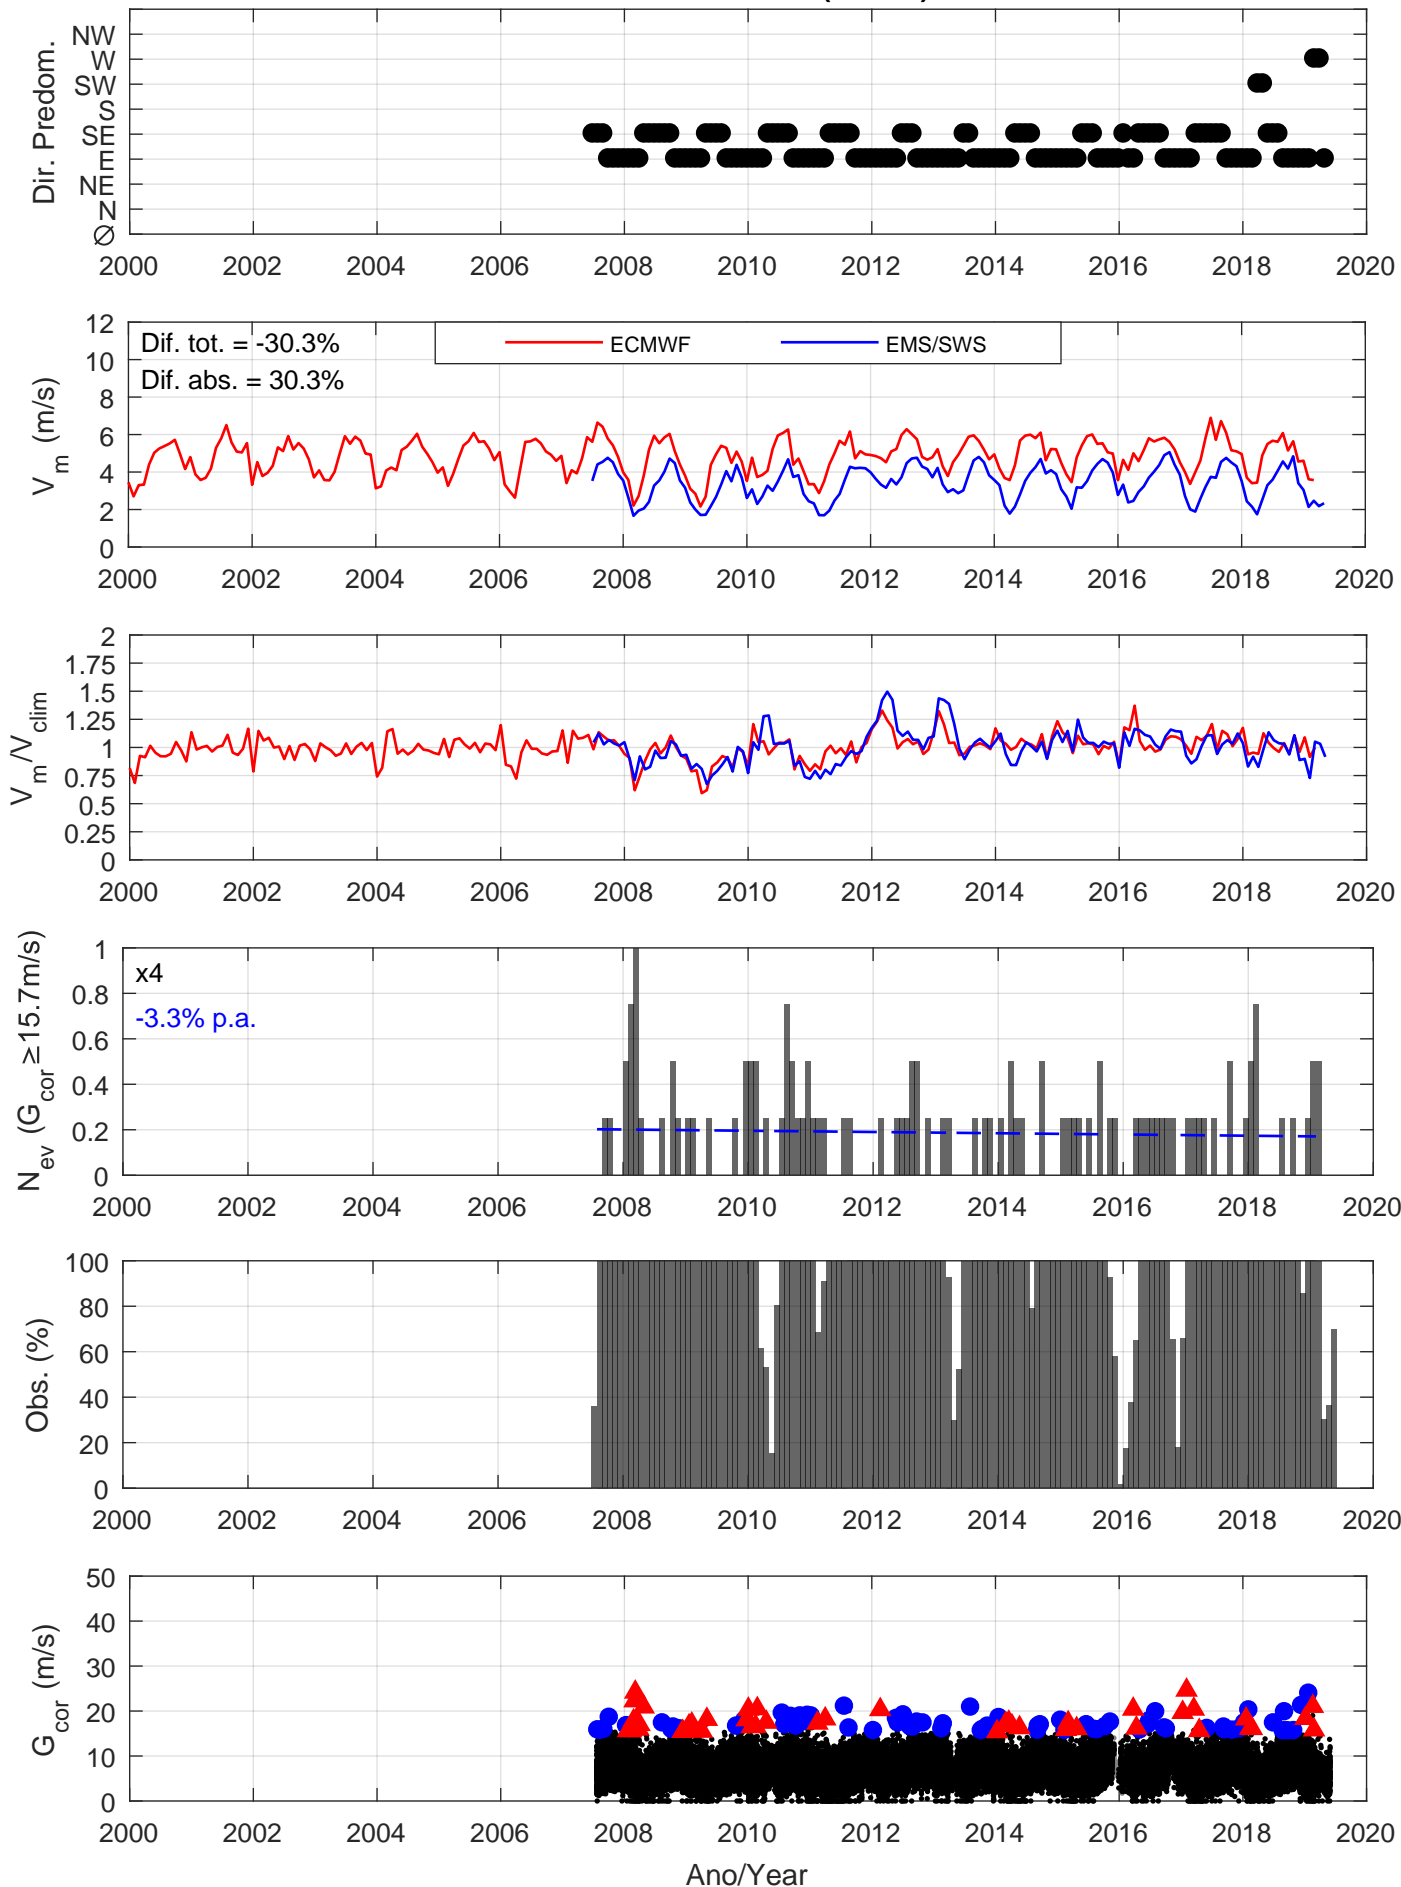 NW
W
SW
S
SE
E
NE
N
Ø
Dir. Predom.
2000 2002 2004 2006 2008 2010 2012 2014 2016 2018 2020
12
10
8
6
4
2
0
V_m (m/s)
Dif. tot. = -30.3%
Dif. abs. = 30.3%
ECMWF EMS/SWS
2000 2002 2004 2006 2008 2010 2012 2014 2016 2018 2020
2
1.75
1.5
1.25
1
0.75
0.5
0.25
0
V_m/V_clim
2000 2002 2004 2006 2008 2010 2012 2014 2016 2018 2020
1
0.8
0.6
0.4
0.2
0
N_ev (G_cor ≥15.7m/s)
x4
-3.3% p.a.
2000 2002 2004 2006 2008 2010 2012 2014 2016 2018 2020
100
80
60
40
20
0
Obs. (%)
2000 2002 2004 2006 2008 2010 2012 2014 2016 2018 2020
50
40
30
20
10
0
G_cor (m/s)
2000 2002 2004 2006 2008 2010 2012 2014 2016 2018 2020
Ano/Year